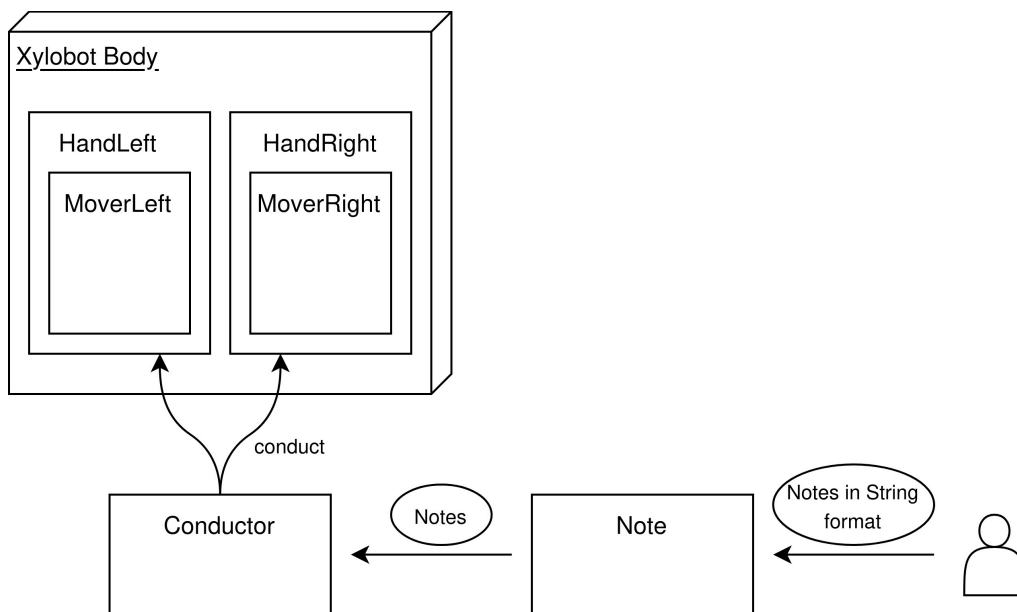 Xylobot Body
HandLeft
HandRight
MoverLeft
MoverRight
conduct
Conductor
Notes
Note
Notes in String
format